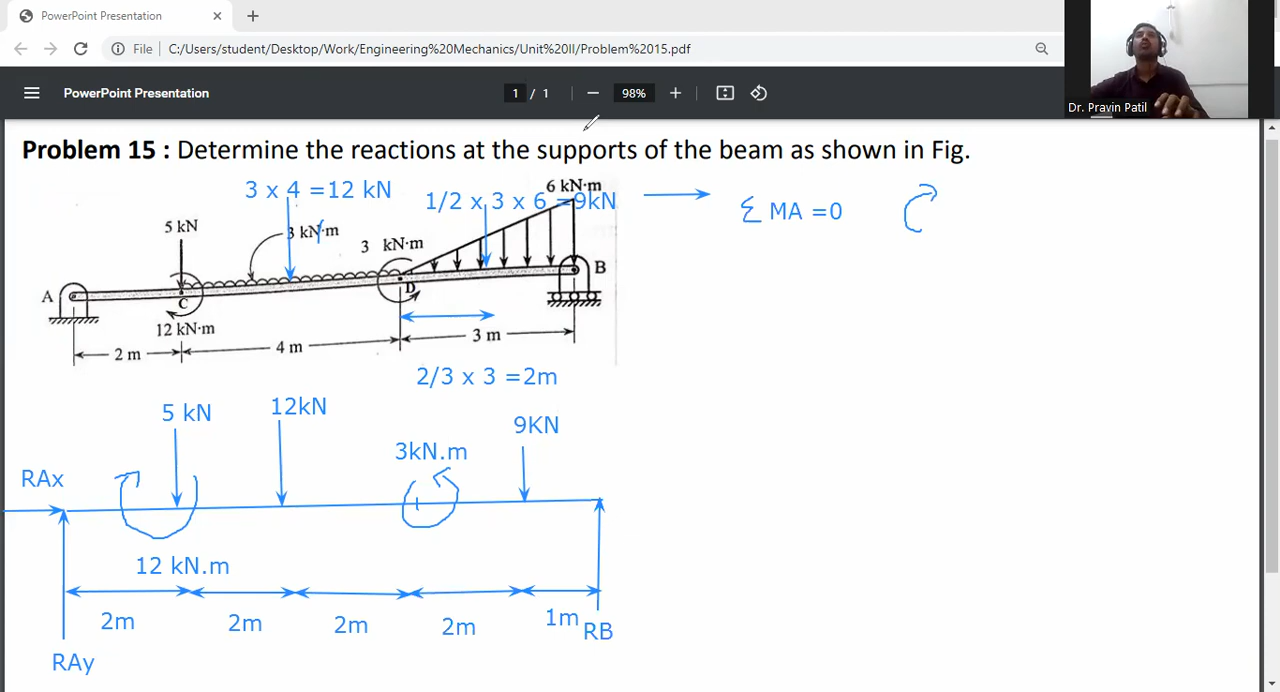 PowerPoint Presentation
File
C:/Users/student/Desktop/Work/Engineering%20Mechanics/Unit%20II/Problem%2015.pdf
PowerPoint Presentation
1 / 1
98%
Dr. Pravin Patil
Problem 15 : Determine the reactions at the supports of the beam as shown in Fig.
3 x 4 =12 kN
1/2 x 3 x 6 =9kN
6 kN·m
Σ MA =0
5 kN
3 kN/m
3 kN·m
A
B
C
D
12 kN·m
2 m
4 m
3 m
2/3 x 3 =2m
5 kN
12kN
9KN
3kN.m
RAx
12 kN.m
2m
2m
2m
2m
1m
RB
RAy